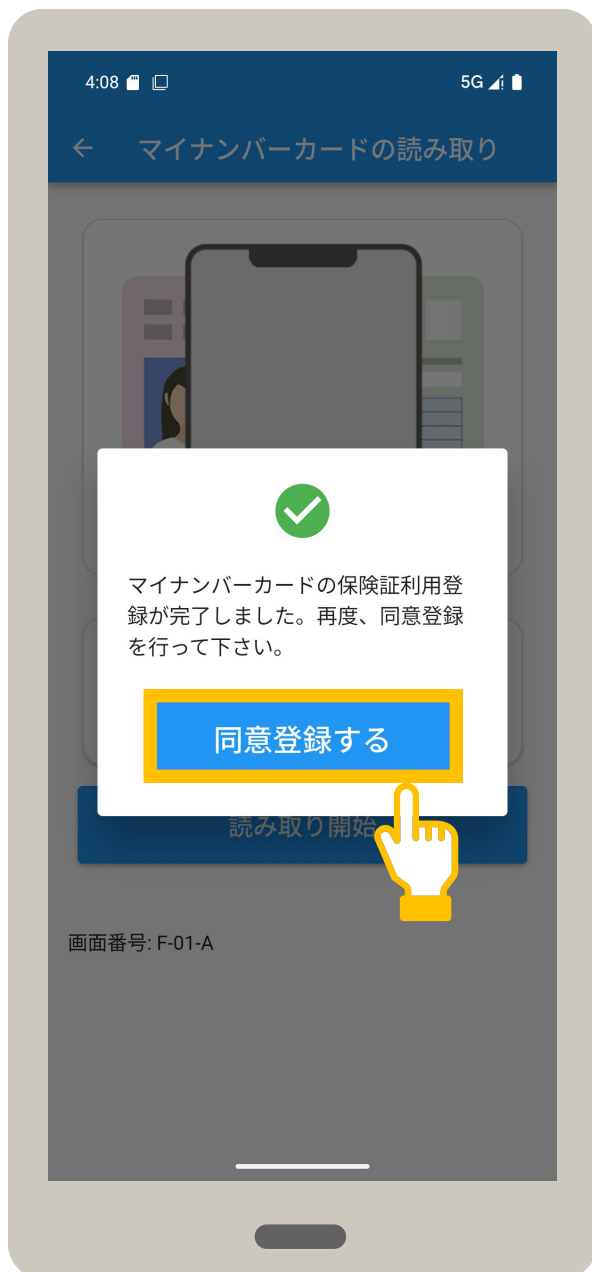 4:08
5G
マイナンバーカードの読み取り
マイナンバーカードの保険証利用登
録が完了しました。再度、同意登録
を行って下さい。
同意登録する
読み取り開始
画面番号: F-01-A